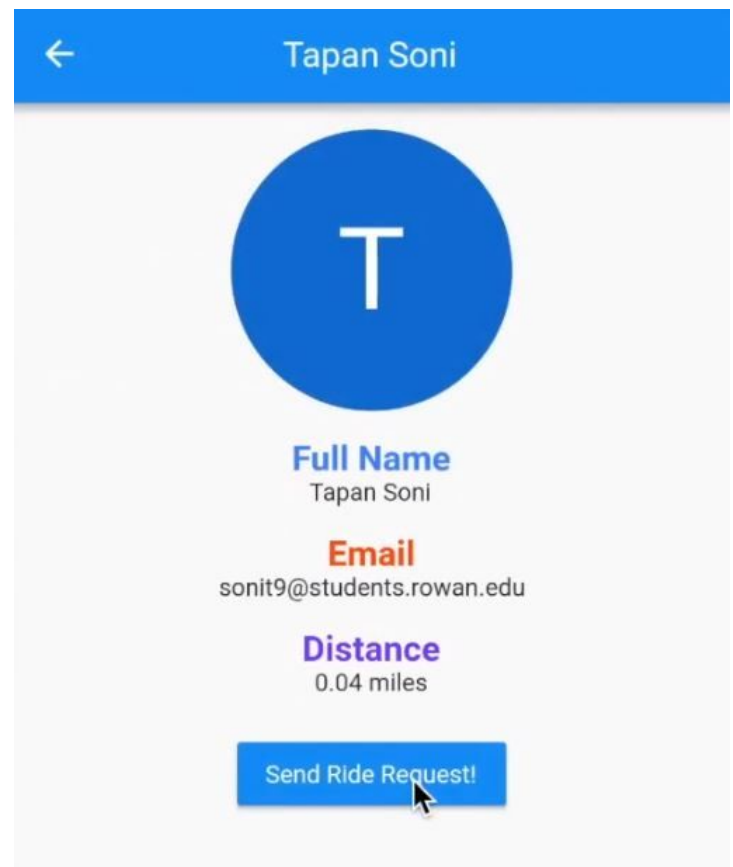 Tapan Soni
T
Full Name
Tapan Soni
Email
sonit9@students.rowan.edu
Distance
0.04 miles
Send Ride Request!